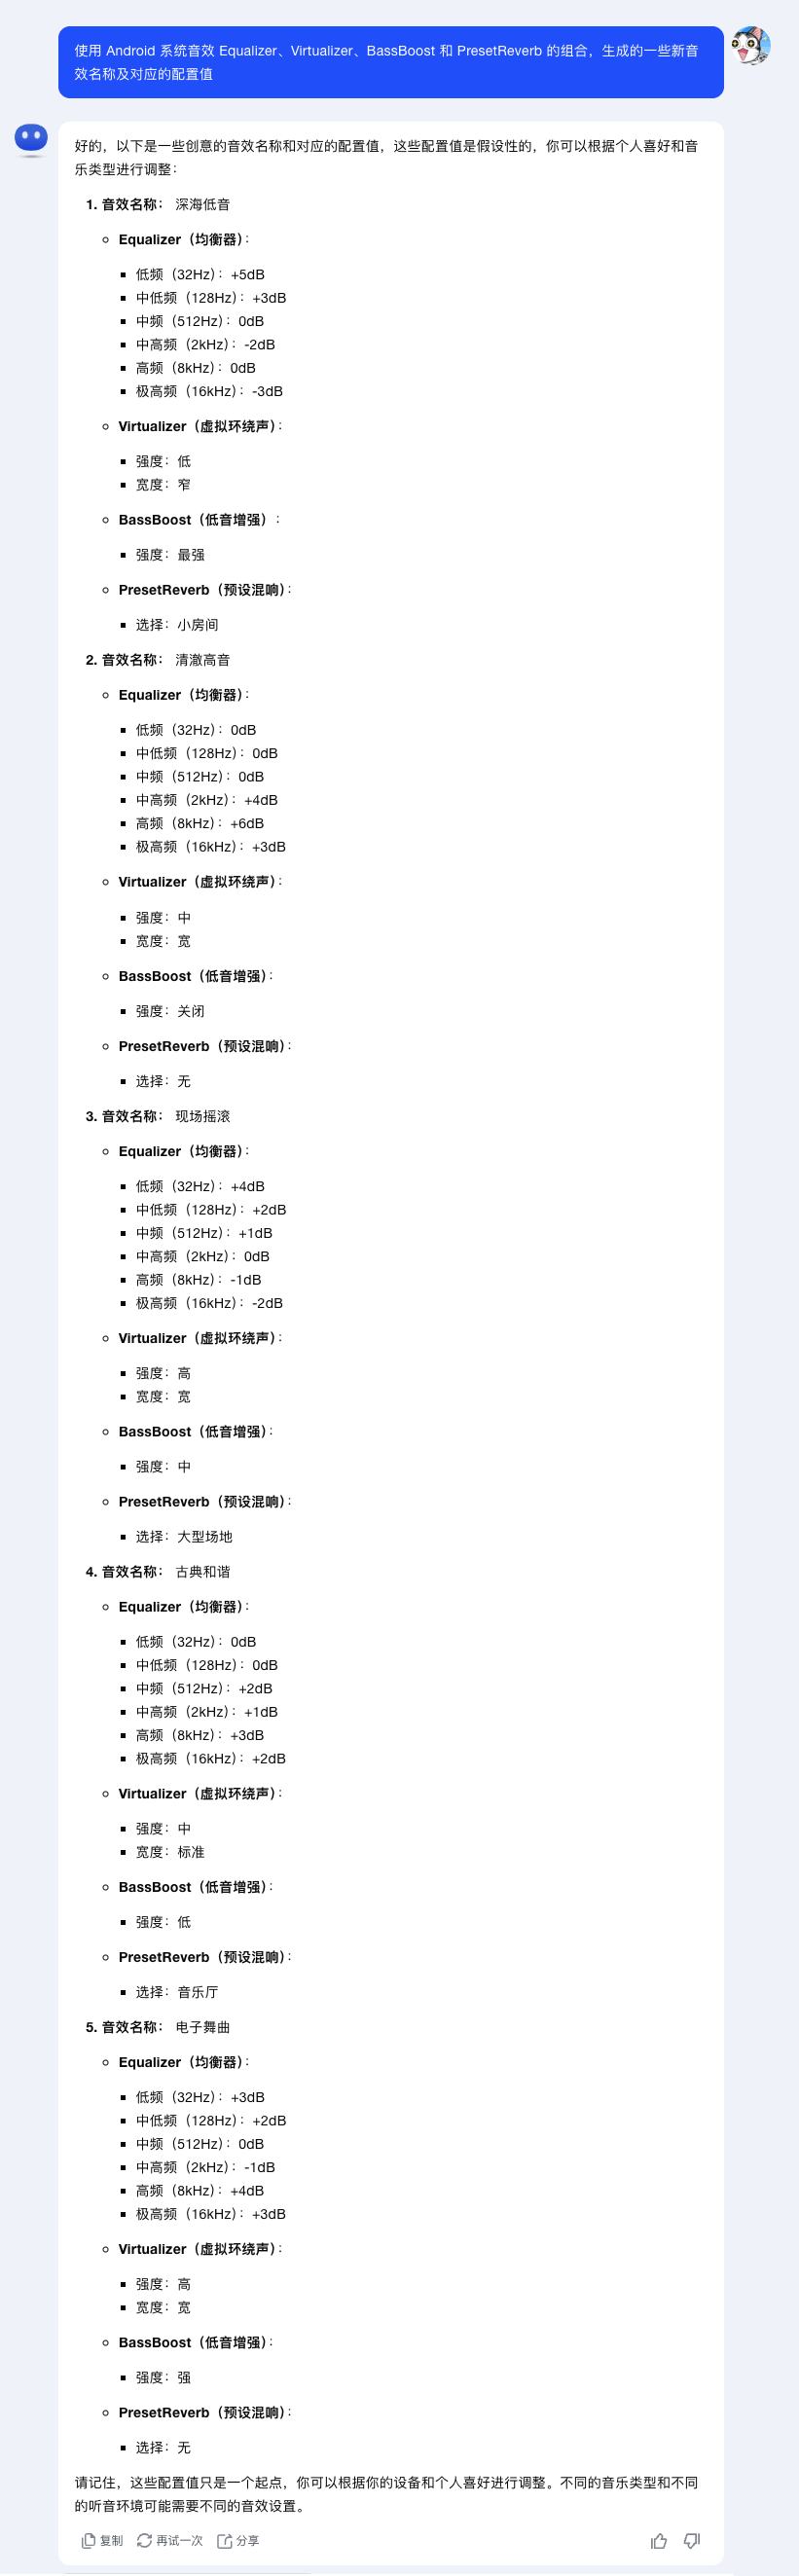 使用 Android 系统音效 Equalizer、Virtualizer、BassBoost 和 PresetReverb 的组合，生成的一些新音
效名称及对应的配置值
好的，以下是一些创意的音效名称和对应的配置值，这些配置值是假设性的，你可以根据个人喜好和音
乐类型进行调整：
1. 音效名称： 深海低音
Equalizer（均衡器）：
低频（32Hz）：+5dB
中低频（128Hz）：+3dB
中频（512Hz）：0dB
中高频（2kHz）：-2dB
高频（8kHz）：0dB
极高频（16kHz）：-3dB
Virtualizer（虚拟环绕声）：
强度：低
宽度：窄
BassBoost（低音增强）：
强度：最强
PresetReverb（预设混响）：
选择：小房间
2. 音效名称： 清澈高音
Equalizer（均衡器）：
低频（32Hz）：0dB
中低频（128Hz）：0dB
中频（512Hz）：0dB
中高频（2kHz）：+4dB
高频（8kHz）：+6dB
极高频（16kHz）：+3dB
Virtualizer（虚拟环绕声）：
强度：中
宽度：宽
BassBoost（低音增强）：
强度：关闭
PresetReverb（预设混响）：
选择：无
3. 音效名称： 现场摇滚
Equalizer（均衡器）：
低频（32Hz）：+4dB
中低频（128Hz）：+2dB
中频（512Hz）：+1dB
中高频（2kHz）：0dB
高频（8kHz）：-1dB
极高频（16kHz）：-2dB
Virtualizer（虚拟环绕声）：
强度：高
宽度：宽
BassBoost（低音增强）：
强度：中
PresetReverb（预设混响）：
选择：大型场地
4. 音效名称： 古典和谐
Equalizer（均衡器）：
低频（32Hz）：0dB
中低频（128Hz）：0dB
中频（512Hz）：+2dB
中高频（2kHz）：+1dB
高频（8kHz）：+3dB
极高频（16kHz）：+2dB
Virtualizer（虚拟环绕声）：
强度：中
宽度：标准
BassBoost（低音增强）：
强度：低
PresetReverb（预设混响）：
选择：音乐厅
5. 音效名称： 电子舞曲
Equalizer（均衡器）：
低频（32Hz）：+3dB
中低频（128Hz）：+2dB
中频（512Hz）：0dB
中高频（2kHz）：-1dB
高频（8kHz）：+4dB
极高频（16kHz）：+3dB
Virtualizer（虚拟环绕声）：
强度：高
宽度：宽
BassBoost（低音增强）：
强度：强
PresetReverb（预设混响）：
选择：无
请记住，这些配置值只是一个起点，你可以根据你的设备和个人喜好进行调整。不同的音乐类型和不同
的听音环境可能需要不同的音效设置。
复制 再试一次 分享